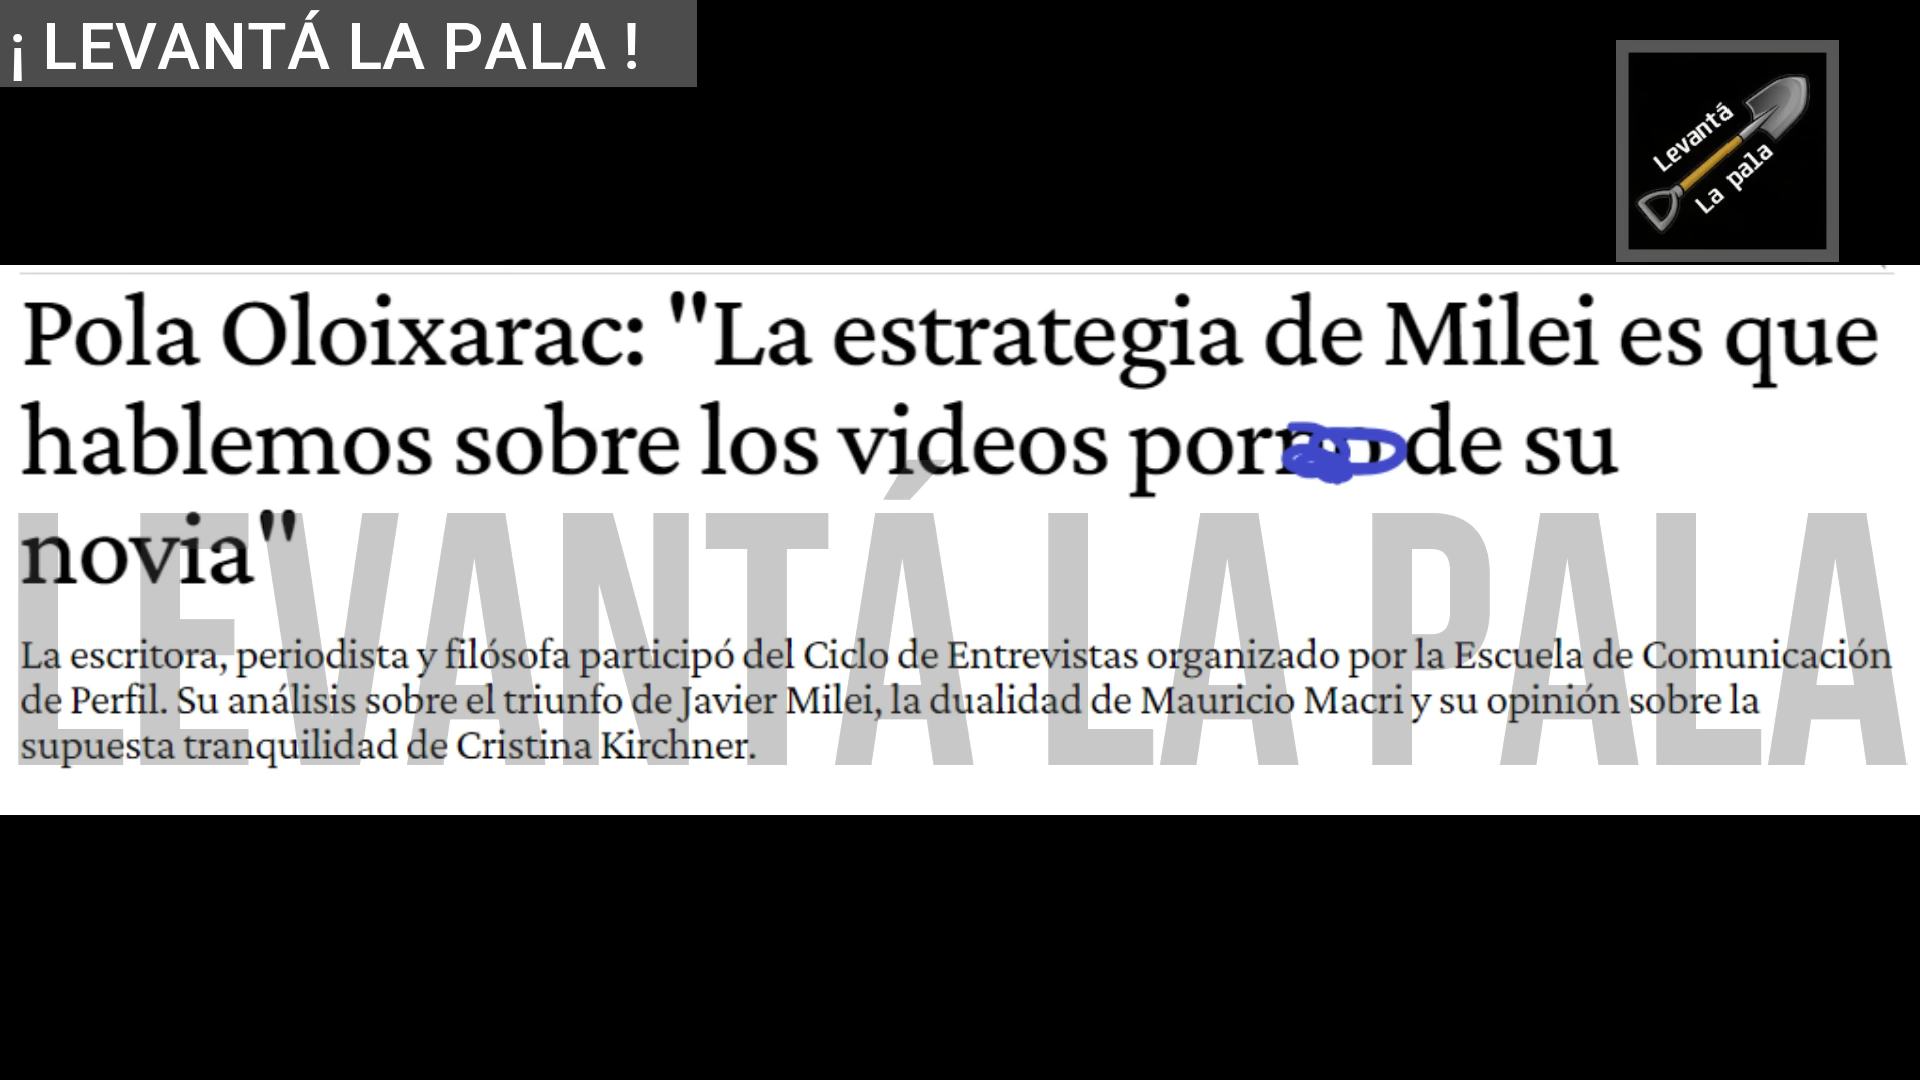 ¡ LEVANTÁ LA PALA !
Levantá
La pala
Pola Oloixarac: "La estrategia de Milei es que
hablemos sobre los videos porno de su
novia"
LEVANTÁ LA PALA
La escritora, periodista y filósofa participó del Ciclo de Entrevistas organizado por la Escuela de Comunicación
de Perfil. Su análisis sobre el triunfo de Javier Milei, la dualidad de Mauricio Macri y su opinión sobre la
supuesta tranquilidad de Cristina Kirchner.